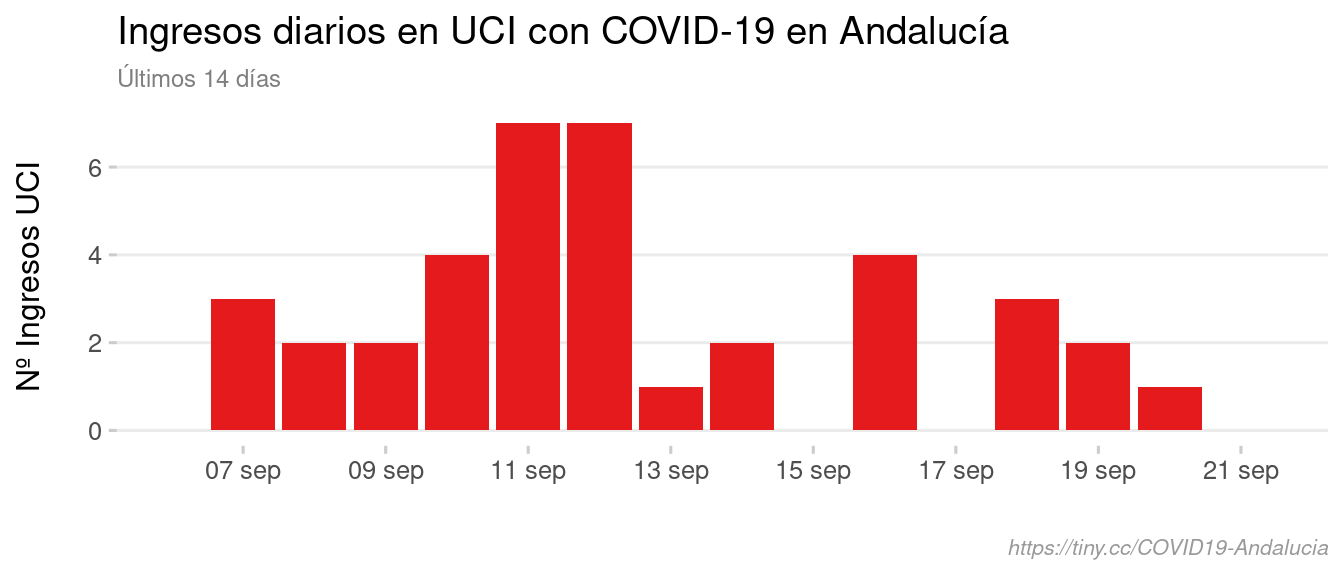 Ingresos diarios en UCI con COVID-19 en Andalucía
Últimos 14 días
Nº Ingresos UCI
6
4
2
0
07 sep 09 sep 11 sep 13 sep 15 sep 17 sep 19 sep 21 sep
https://tiny.cc/COVID19-Andalucia